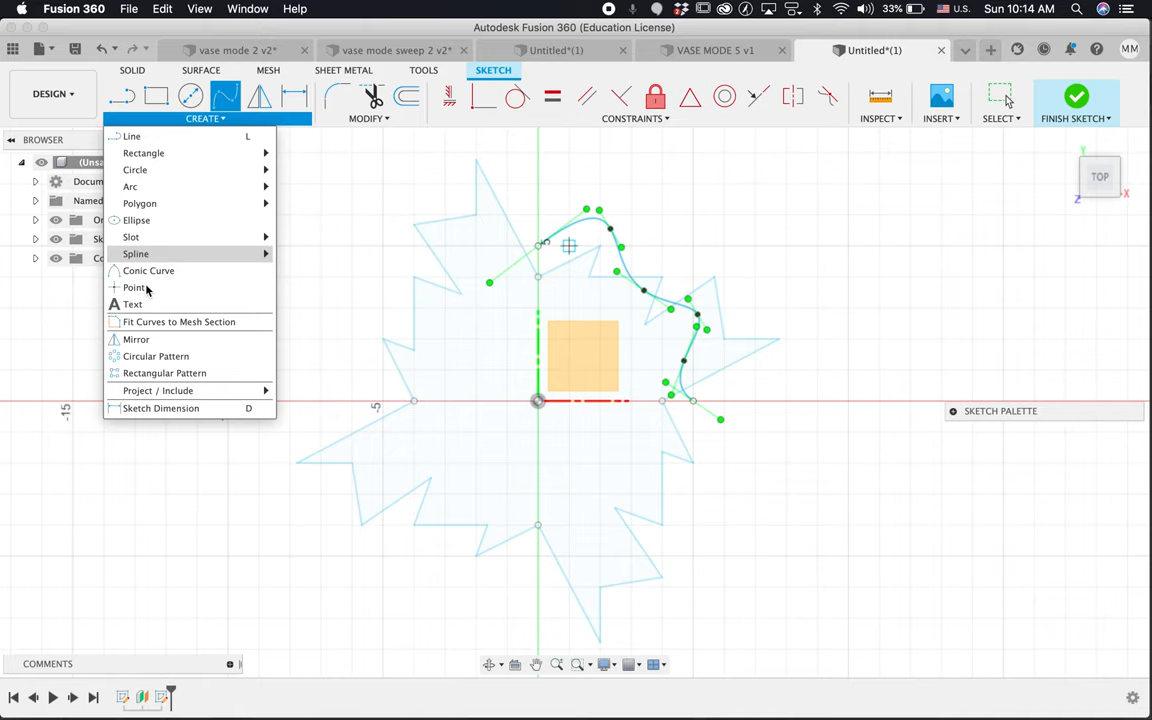 Fusion 360 File Edit View Window Help 33% U.S. Sun 10:14 AM
Autodesk Fusion 360 (Education License)
vase mode 2 v2* vase mode sweep 2 v2* Untitled*(1) VASE MODE 5 v1 Untitled*(1) MM
SOLID SURFACE MESH SHEET METAL TOOLS SKETCH
DESIGN
CREATE MODIFY CONSTRAINTS INSPECT INSERT SELECT FINISH SKETCH
BROWSER
(Unsa
Docum
Named
Or
Sk
Co
Line L
Rectangle
Circle
Arc
Polygon
Ellipse
Slot
Spline
Conic Curve
Point
Text
Fit Curves to Mesh Section
Mirror
Circular Pattern
Rectangular Pattern
Project / Include
Sketch Dimension D
Y
TOP
X
Z
-15
-5
SKETCH PALETTE
COMMENTS